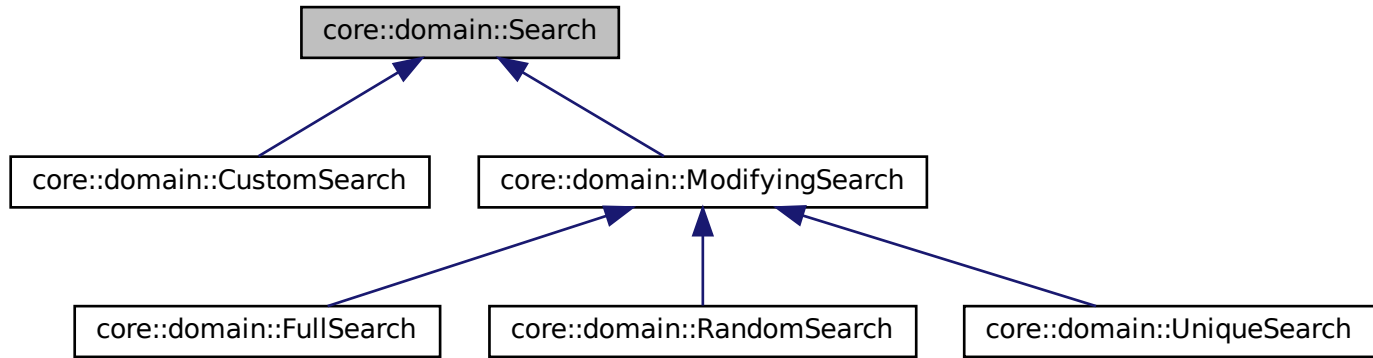 core::domain::Search
core::domain::CustomSearch
core::domain::ModifyingSearch
core::domain::FullSearch
core::domain::RandomSearch
core::domain::UniqueSearch